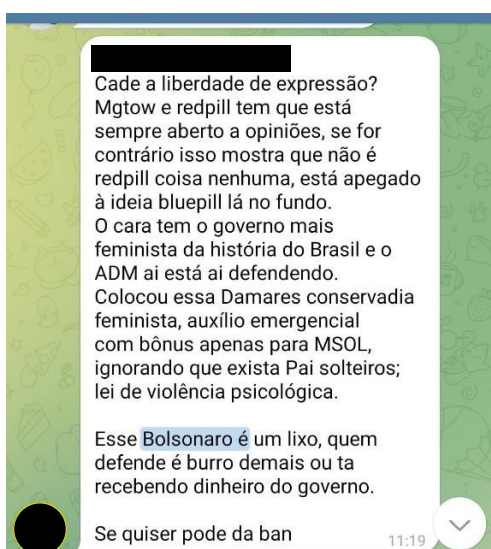 Cade a liberdade de expressão?
Mgtow e redpill tem que está
sempre aberto a opiniões, se for
contrário isso mostra que não é
redpill coisa nenhuma, está apegado
à ideia bluepill lá no fundo.
O cara tem o governo mais
feminista da história do Brasil e o
ADM ai está ai defendendo.
Colocou essa Damares conservadia
feminista, auxílio emergencial
com bônus apenas para MSOL,
ignorando que exista Pai solteiros;
lei de violência psicológica.
Esse Bolsonaro é um lixo, quem
defende é burro demais ou ta
recebendo dinheiro do governo.
Se quiser pode da ban
11:19